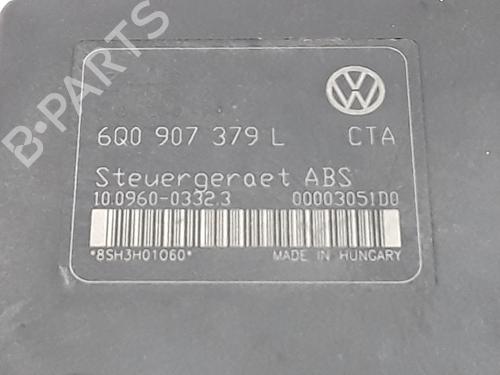 B-PARTS
6Q0 907 379 L CTA
Steuergeraet ABS
10.0960-0332.3 00003051D0
*8SH3H01060* MADE IN HUNGARY